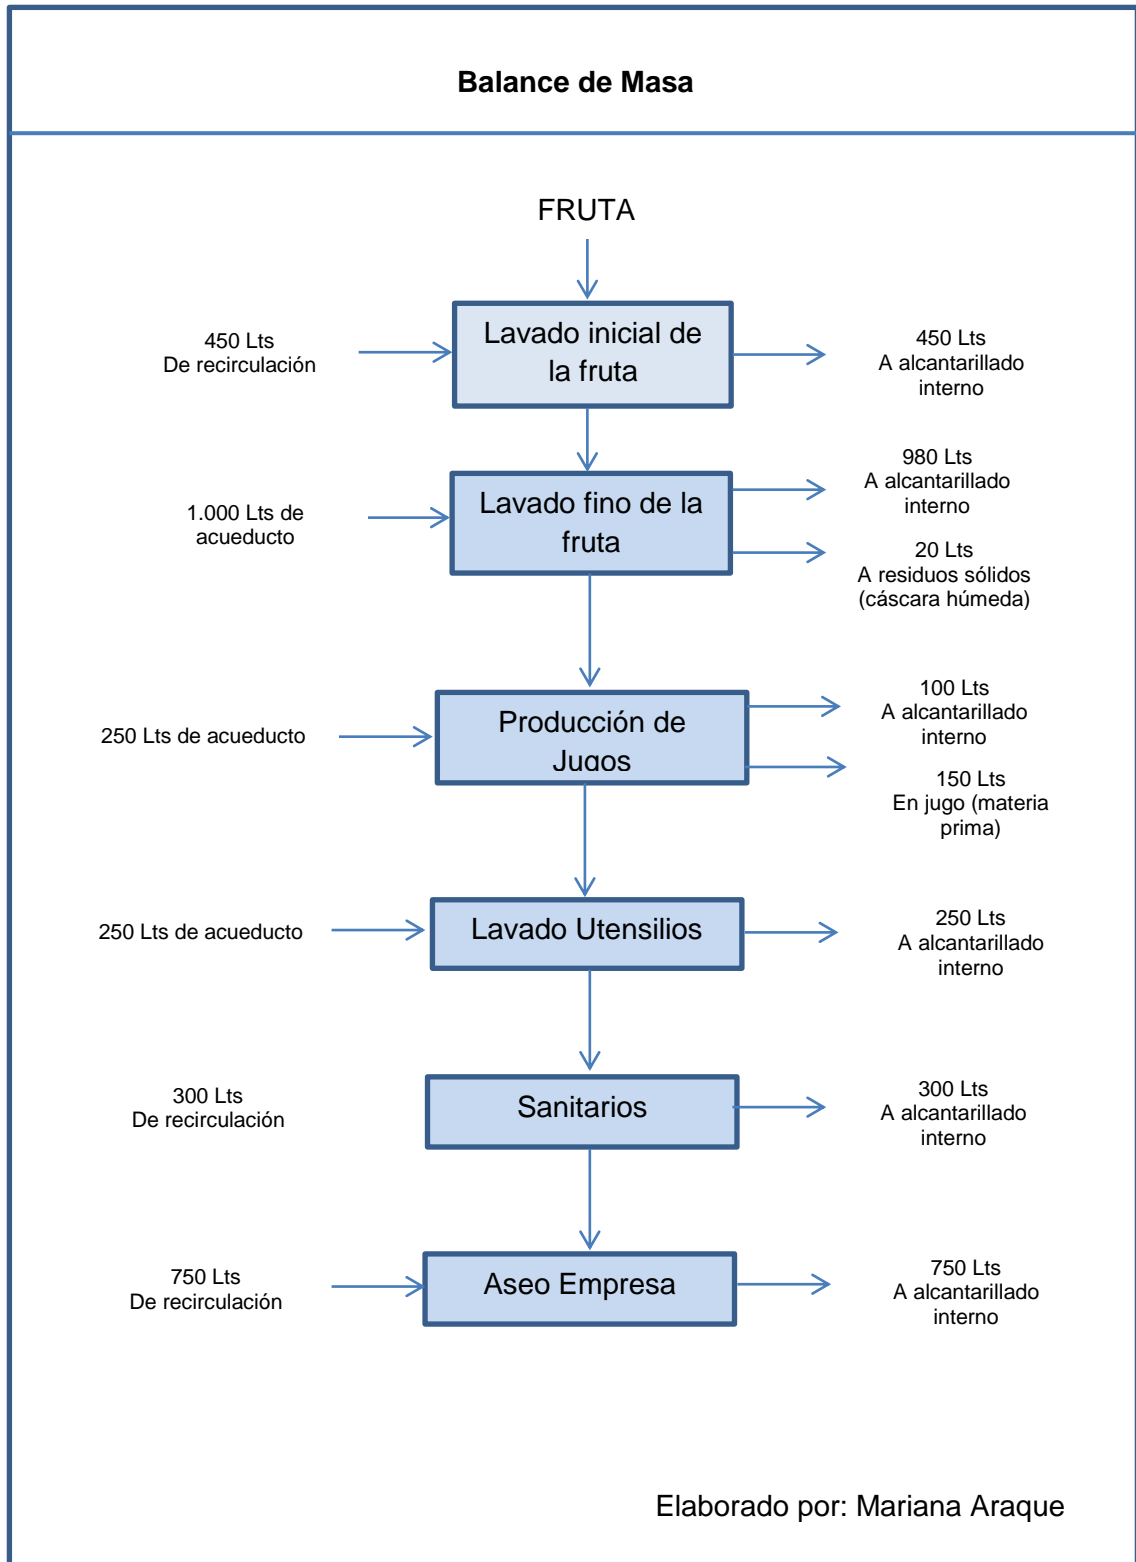 Balance de Masa
FRUTA
450 Lts
De recirculación
Lavado inicial de
la fruta
450 Lts
A alcantarillado
interno
1.000 Lts de
acueducto
Lavado fino de la
fruta
980 Lts
A alcantarillado
interno
20 Lts
A residuos sólidos
(cáscara húmeda)
250 Lts de acueducto
Producción de
Jugos
100 Lts
A alcantarillado
interno
150 Lts
En jugo (materia
prima)
250 Lts de acueducto
Lavado Utensilios
250 Lts
A alcantarillado
interno
300 Lts
De recirculación
Sanitarios
300 Lts
A alcantarillado
interno
750 Lts
De recirculación
Aseo Empresa
750 Lts
A alcantarillado
interno
Elaborado por: Mariana Araque